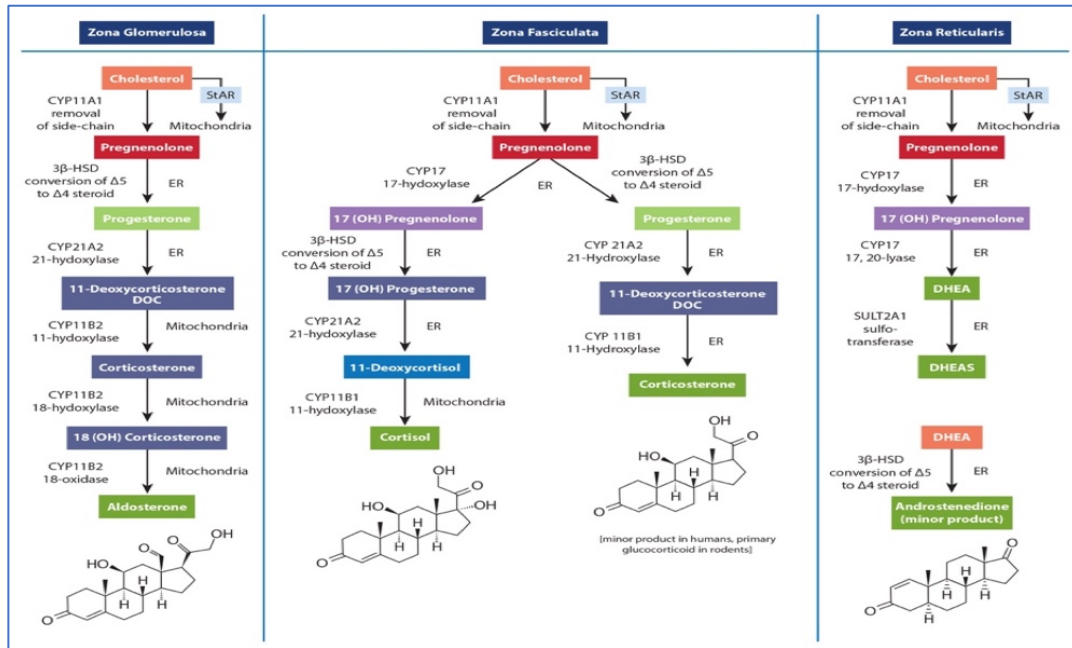 Zona Glomerulosa
Cholesterol
StAR
CYP11A1
removal
of side-chain
Mitochondria
Pregnenolone
3β-HSD
conversion of Δ5
to Δ4 steroid
ER
Progesterone
CYP21A2
21-hydoxylase
ER
11-Deoxycorticosterone
DOC
CYP11B2
11-hydoxylase
Mitochondria
Corticosterone
CYP11B2
18-hydoxylase
Mitochondria
18 (OH) Corticosterone
CYP11B2
18-oxidase
Mitochondria
Aldosterone
OH
O
O
HO
H
H
H
O
Zona Fasciculata
Cholesterol
StAR
CYP11A1
removal
of side-chain
Mitochondria
Pregnenolone
CYP17
17-hydoxylase
ER
3β-HSD
conversion of Δ5
to Δ4 steroid
17 (OH) Pregnenolone
3β-HSD
conversion of Δ5
to Δ4 steroid
ER
17 (OH) Progesterone
CYP21A2
21-hydoxylase
ER
11-Deoxycortisol
CYP11B1
11-hydoxylase
Mitochondria
Cortisol
OH
O
HO
OH
H
H
H
O
Progesterone
CYP 21A2
21-Hydroxylase
ER
11-Deoxycorticosterone
DOC
CYP 11B1
11-Hydroxylase
ER
Corticosterone
OH
O
HO
H
H
H
O
[minor product in humans, primary
glucocorticoid in rodents]
Zona Reticularis
Cholesterol
StAR
CYP11A1
removal of
side-chain
Mitochondria
Pregnenolone
CYP17
17-hydoxylase
ER
17 (OH) Pregnenolone
CYP17
17, 20-lyase
ER
DHEA
SULT2A1
sulfo-
transferase
ER
DHEAS
DHEA
3β-HSD
conversion of Δ5
to Δ4 steroid
ER
Androstenedione
(minor product)
O
H
H
H
O
H